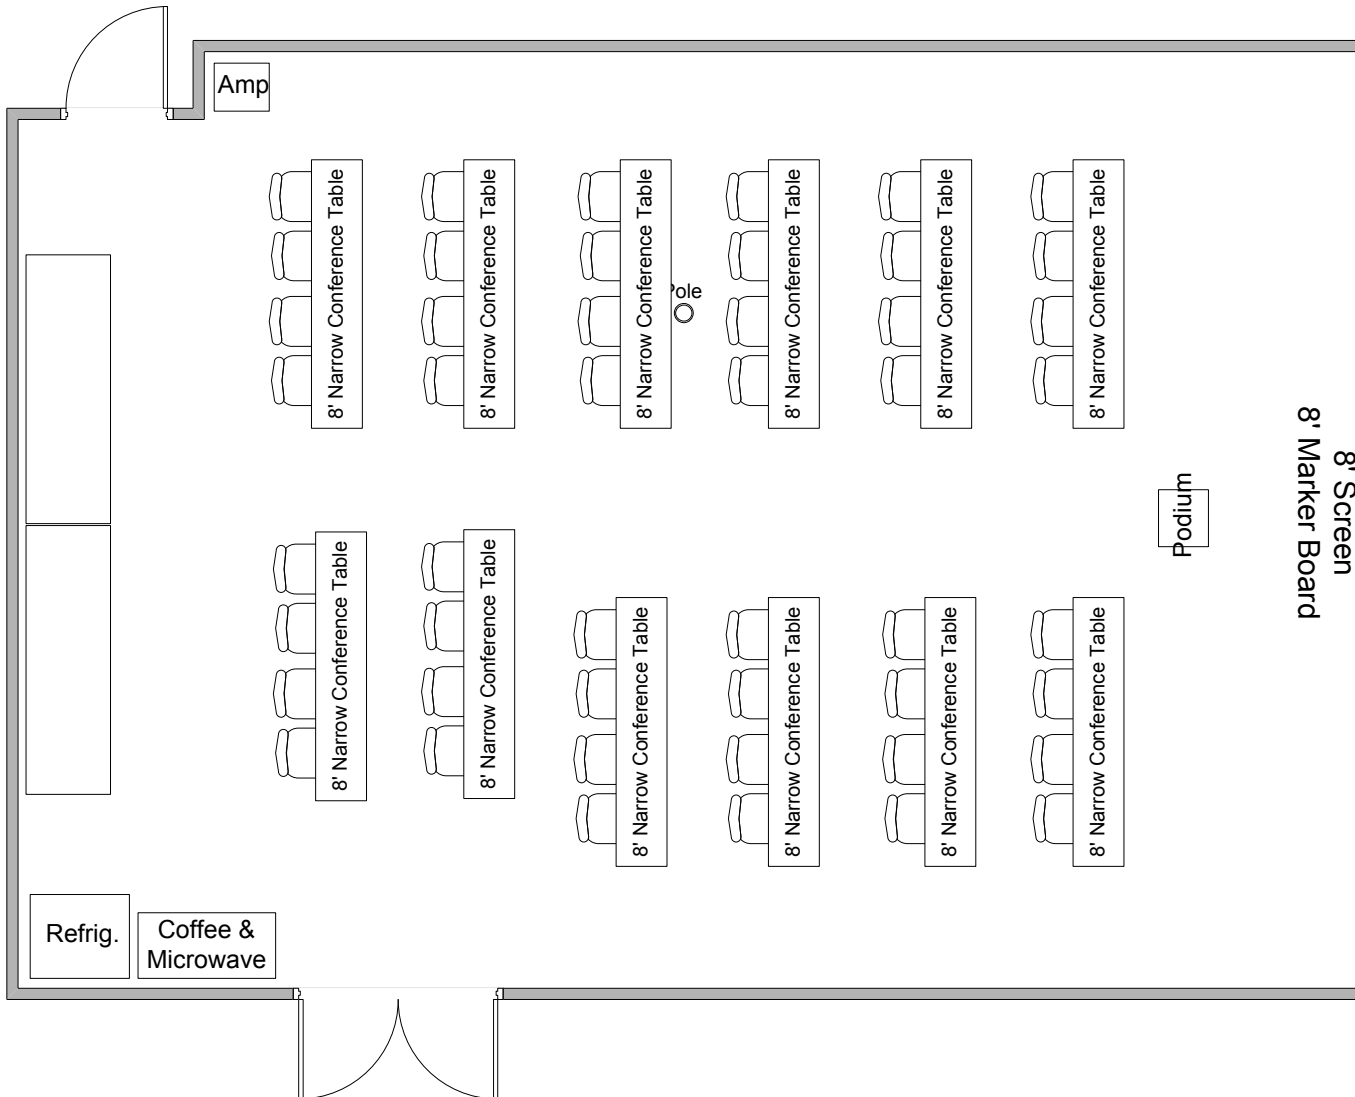 Amp
8' Narrow Conference Table
8' Narrow Conference Table
8' Narrow Conference Table
8' Narrow Conference Table
8' Narrow Conference Table
8' Narrow Conference Table
Pole
8' Screen
8' Marker Board
Podium
8' Narrow Conference Table
8' Narrow Conference Table
8' Narrow Conference Table
8' Narrow Conference Table
8' Narrow Conference Table
8' Narrow Conference Table
Refrig.
Coffee &
Microwave